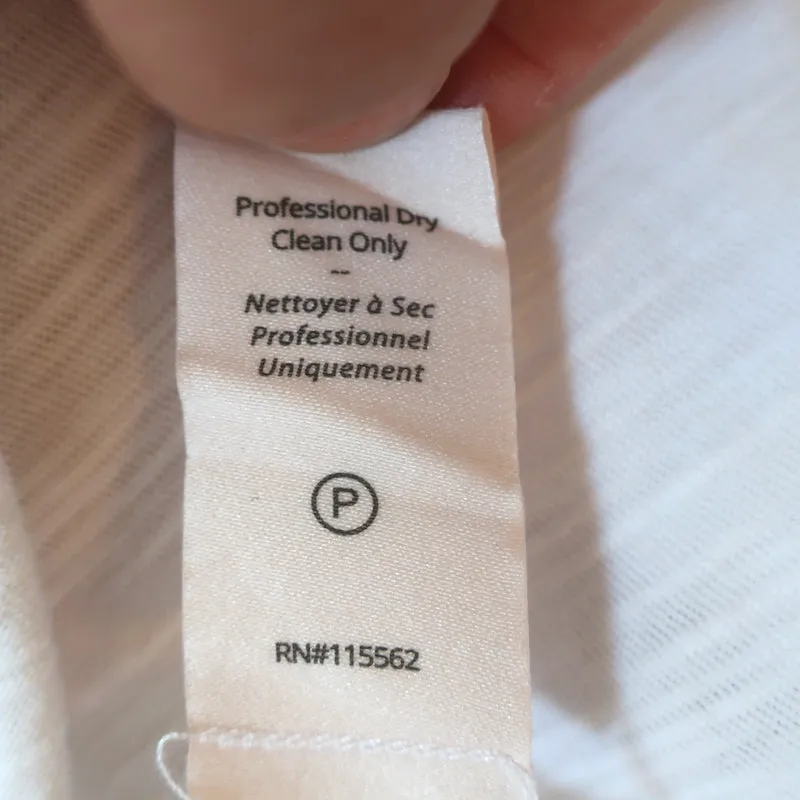 Professional Dry
Clean Only
--
Nettoyer à Sec
Professionnel
Uniquement
P
RN#115562